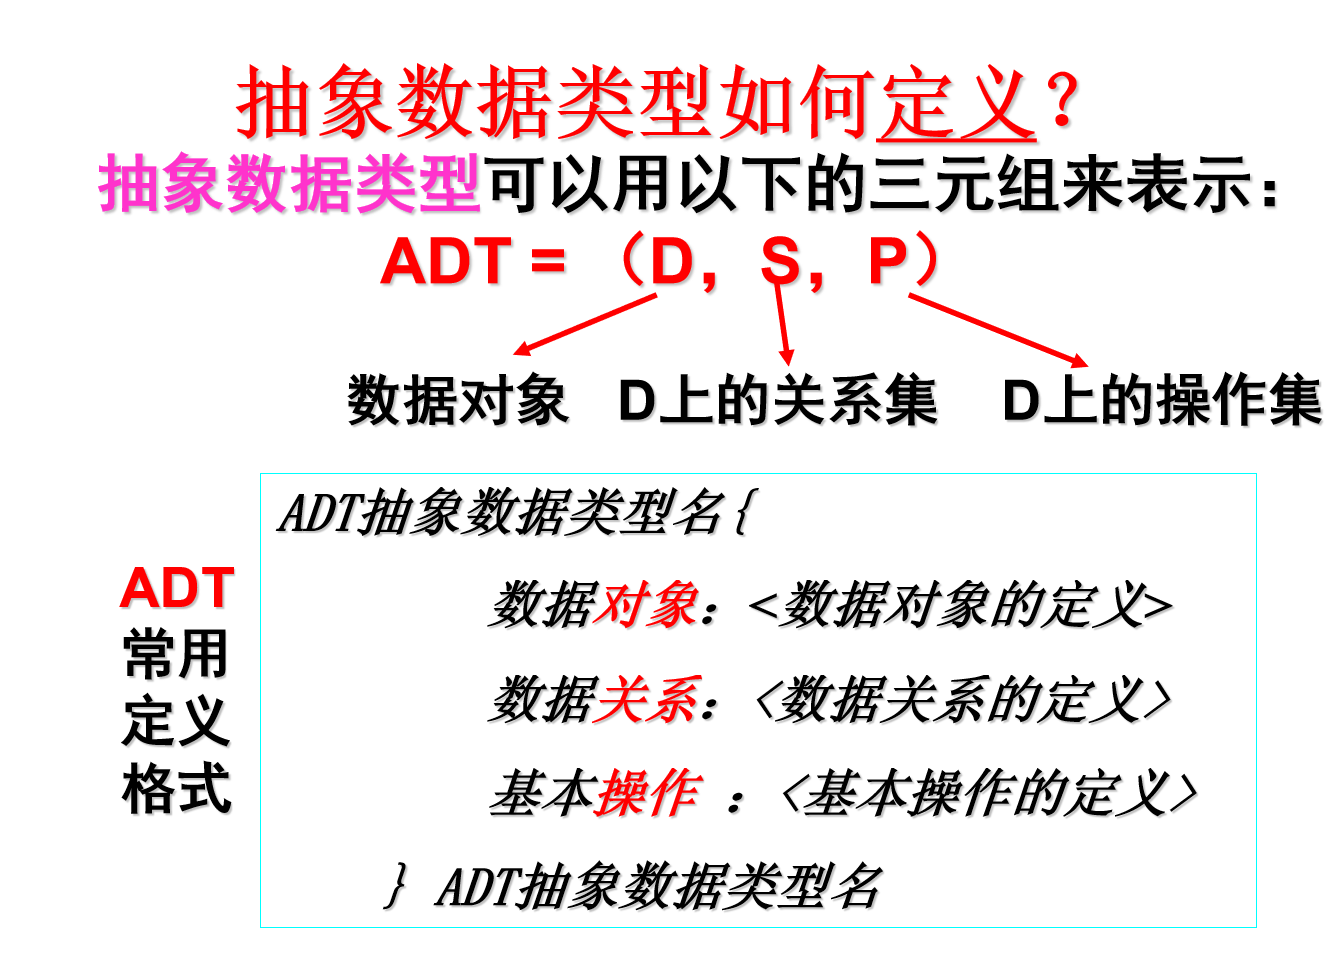 抽象数据类型如何定义？
抽象数据类型可以用以下的三元组来表示：
ADT = （D，S，P）
数据对象 D上的关系集 D上的操作集
ADT抽象数据类型名{
数据对象：<数据对象的定义>
数据关系：<数据关系的定义>
基本操作 ：<基本操作的定义>
} ADT抽象数据类型名
ADT
常用
定义
格式